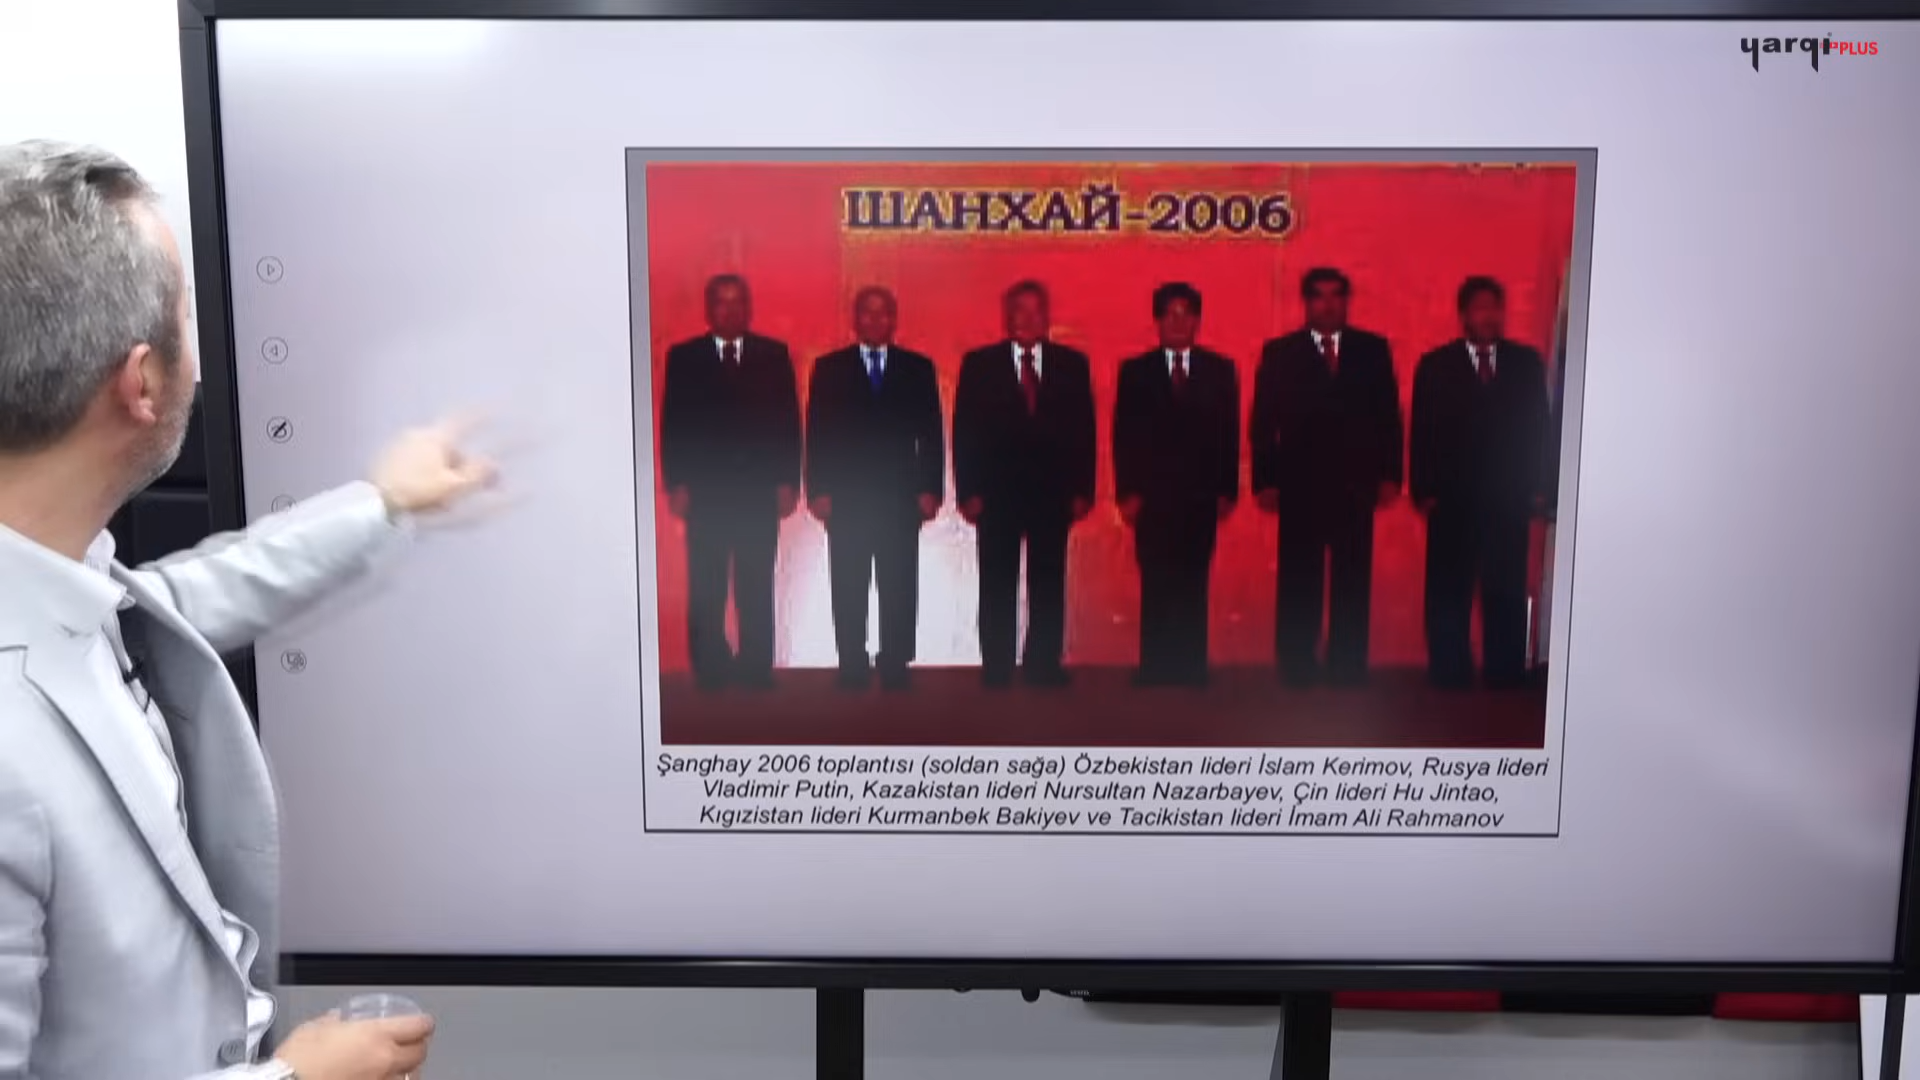 yarqı PLUS
ШАНХАЙ-2006
Şanghay 2006 toplantısı (soldan sağa) Özbekistan lideri İslam Kerimov, Rusya lideri
Vladimir Putin, Kazakistan lideri Nursultan Nazarbayev, Çin lideri Hu Jintao,
Kıgızistan lideri Kurmanbek Bakiyev ve Tacikistan lideri İmam Ali Rahmanov